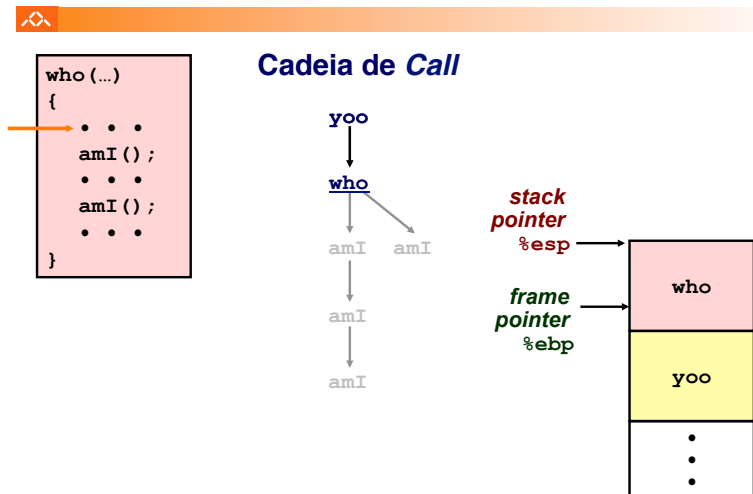 Cadeia de Call
who(…)
{
• • •
amI();
• • •
amI();
• • •
}
yoo
who
amI amI
amI
amI
stack
pointer
%esp
frame
pointer
%ebp
who
yoo
•
•
•